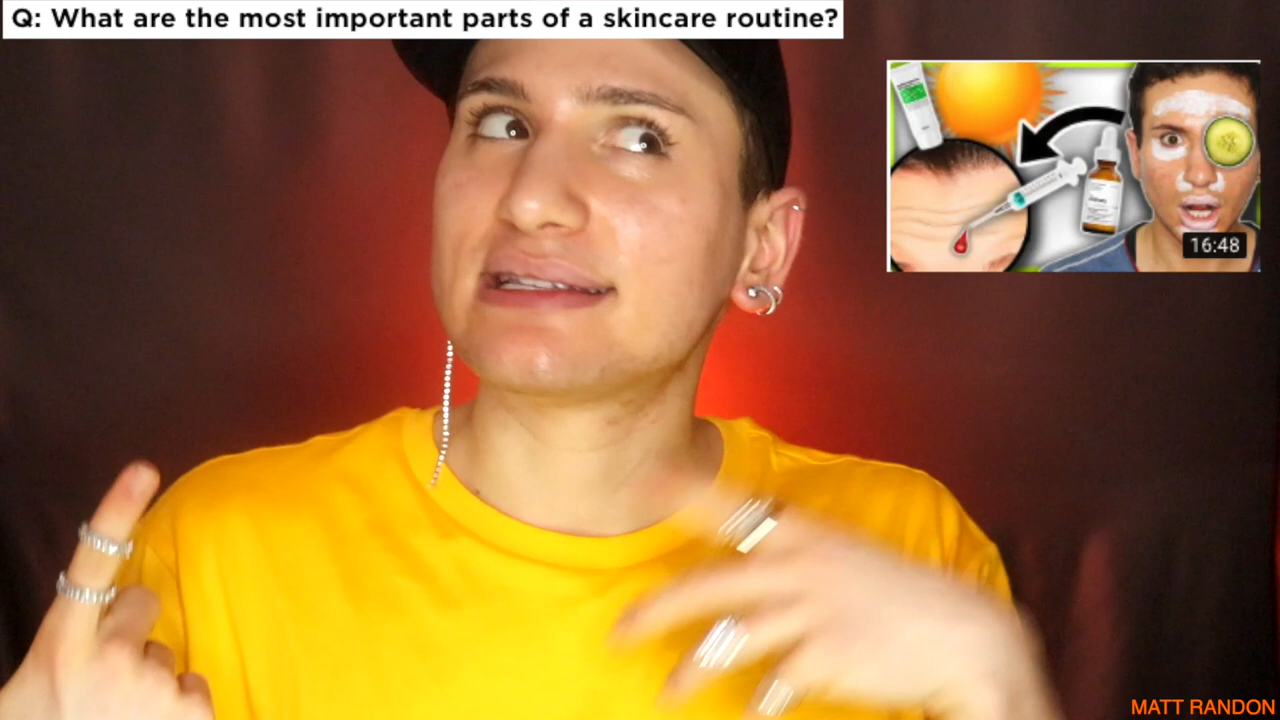 Q: What are the most important parts of a skincare routine?
16:48
MATT RANDON